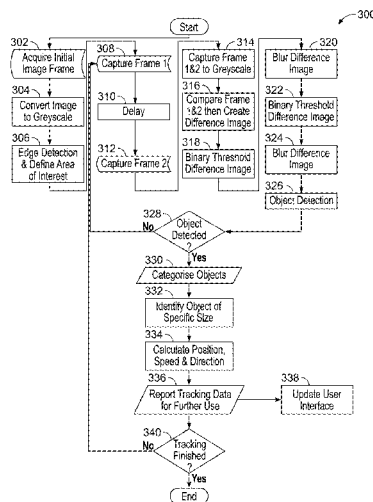 300
Start
302
Acquire Initial
Image Frame
304
Convert Image
to Greyscale
306
Edge Detection
& Define Area
of Interest
308
Capture Frame 1
310
Delay
312
Capture Frame 2
314
Capture Frame
1&2 to Greyscale
316
Compare Frame
1&2 then Create
Difference Image
318
Binary Threshold
Difference Image
320
Blur Difference
Image
322
Binary Threshold
Difference Image
324
Blur Difference
Image
326
Object Detection
328
No
Object
Detected
?
Yes
330
Categorise Objects
332
Identify Object of
Specific Size
334
Calculate Position,
Speed & Direction
336
Report Tracking Data
for Further Use
338
Update User
Interface
340
No
Tracking
Finished
?
Yes
End